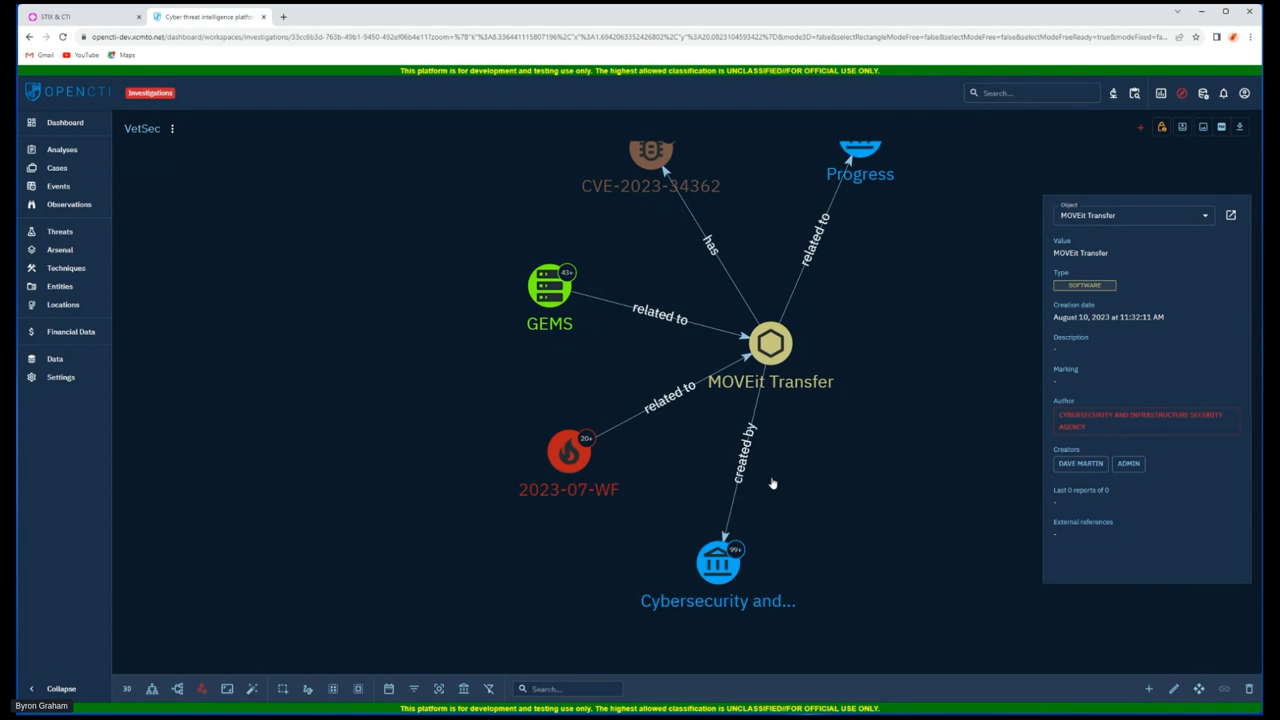 STIX & CTI
Cyber threat intelligence platfo
Gmail
YouTube
Maps
This platform is for development and testing use only. The highest allowed classification is UNCLASSIFIED//FOR OFFICIAL USE ONLY.
OPENCTI
Investigations
Search...
VetSec
Dashboard
Analyses
Cases
Events
Observations
Threats
Arsenal
Techniques
Entities
Locations
Financial Data
Data
Settings
Collapse
CVE-2023-34362
Progress
has
related to
43+
GEMS
related to
MOVEit Transfer
related to
20+
2023-07-WF
created by
99+
Cybersecurity and...
Object
MOVEit Transfer
Value
MOVEit Transfer
Type
SOFTWARE
Creation date
August 10, 2023 at 11:32:11 AM
Description
-
Marking
-
Author
CYBERSECURITY AND INFRASTRUCTURE SECURITY
AGENCY
Creators
DAVE MARTIN
ADMIN
Last 0 reports of 0
-
External references
-
3D
Search...
Byron Graham
This platform is for development and testing use only. The highest allowed classification is UNCLASSIFIED//FOR OFFICIAL USE ONLY.